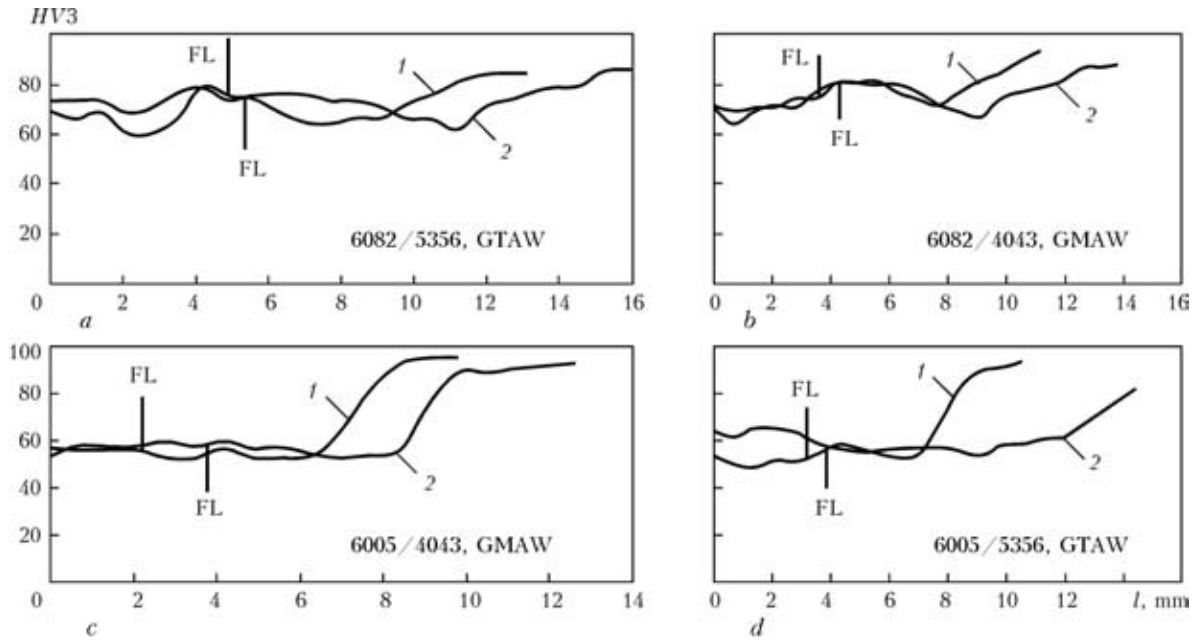 HV3
80
60
40
20
FL
FL
1
2
6082/5356, GTAW
0 2 4 6 8 10 12 14 16
a
FL
FL
1
2
6082/4043, GMAW
0 2 4 6 8 10 12 14 16
b
100
80
60
40
20
FL
FL
1
2
6005/4043, GMAW
0 2 4 6 8 10 12 14
c
FL
FL
1
2
6005/5356, GTAW
0 2 4 6 8 10 12 l, mm
d